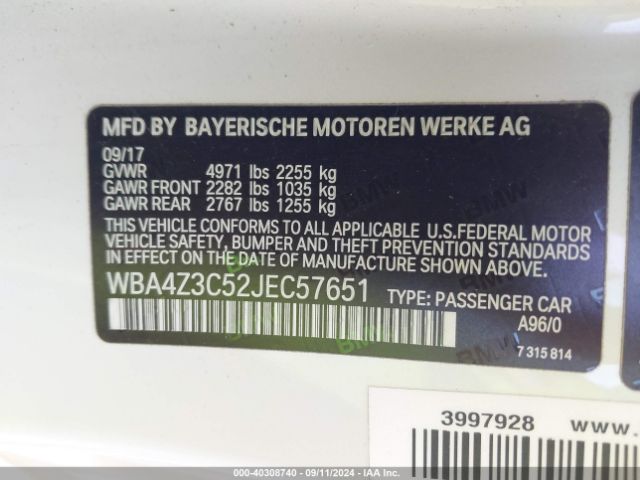 MFD BY BAYERISCHE MOTOREN WERKE AG
09/17
GVWR 4971 lbs 2255 kg
GAWR FRONT 2282 lbs 1035 kg
GAWR REAR 2767 lbs 1255 kg
THIS VEHICLE CONFORMS TO ALL APPLICABLE U.S.FEDERAL MOTOR
VEHICLE SAFETY, BUMPER AND THEFT PREVENTION STANDARDS
IN EFFECT ON THE DATE OF MANUFACTURE SHOWN ABOVE.
WBA4Z3C52JEC57651
TYPE: PASSENGER CAR
A96/0
7 315 814
3997928 www.
000-40308740 - 09/11/2024 - IAA Inc.